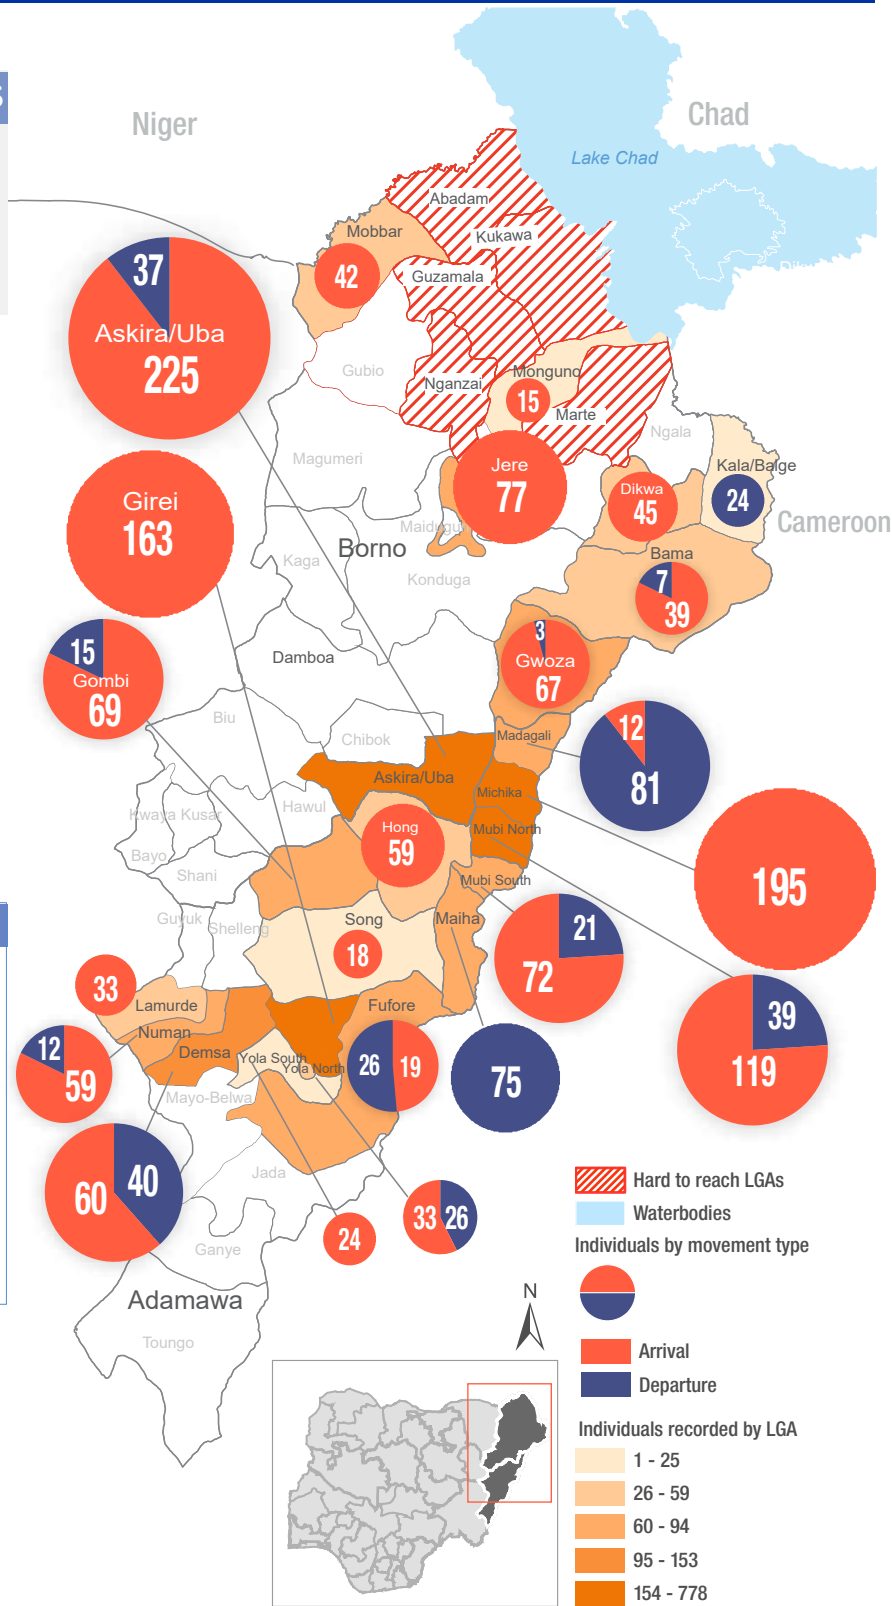 S
Niger
Chad
Lake Chad
Abadam
Mobbar
Kukawa
42
Guzamala
37
Askira/Uba
225
Gubio
Nganzai
Monguno
15
Marte
Ngala
Magumeri
Jere
77
Kala/Balge
24
Dikwa
45
Girei
163
Cameroon
Borno
Kaga
Konduga
Bama
7
39
3
Gwoza
67
15
Gombi
69
Damboa
Biu
Chibok
Madagali
12
81
Askira/Uba
Michika
Hawul
Kwaya Kusar
Hong
59
Mubi North
Bayo
Shani
Mubi South
195
Guyuk
Shelleng
Song
18
Maiha
21
72
33
Lamurde
Fufore
39
119
Numan
Demsa
12
59
Yola South
Yola North
26
19
75
Mayo-Belwa
60
40
Jada
24
33
26
Ganye
Adamawa
Toungo
N
Hard to reach LGAs
Waterbodies
Individuals by movement type
Arrival
Departure
Individuals recorded by LGA
1 - 25
26 - 59
60 - 94
95 - 153
154 - 778